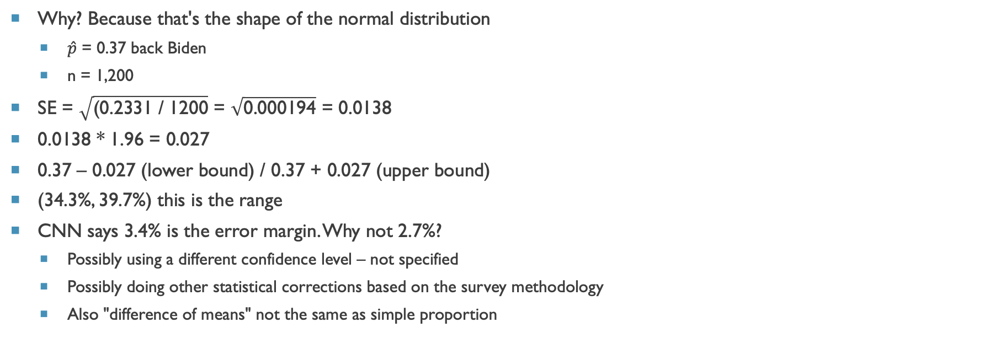 Why? Because that's the shape of the normal distribution
p̂ = 0.37 back Biden
n = 1,200
SE = √(0.2331 / 1200 = √0.000194 = 0.0138
0.0138 * 1.96 = 0.027
0.37 – 0.027 (lower bound) / 0.37 + 0.027 (upper bound)
(34.3%, 39.7%) this is the range
CNN says 3.4% is the error margin. Why not 2.7%?
Possibly using a different confidence level – not specified
Possibly doing other statistical corrections based on the survey methodology
Also "difference of means" not the same as simple proportion